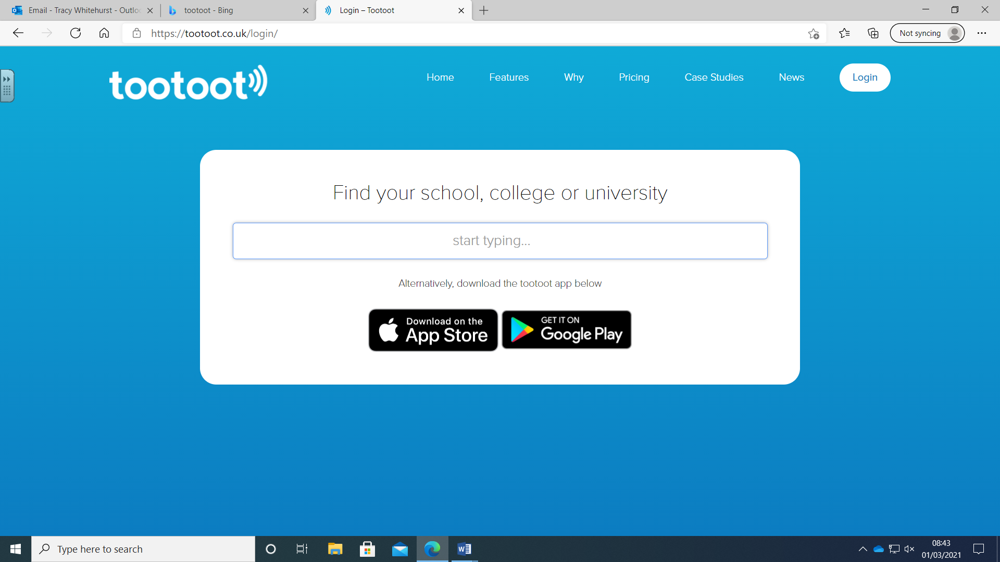 Email - Tracy Whitehurst - Outlo
tootoot - Bing
Login – Tootoot
https://tootoot.co.uk/login/
Not syncing
tootoot
Home
Features
Why
Pricing
Case Studies
News
Login
Find your school, college or university
start typing...
Alternatively, download the tootoot app below
Download on the
App Store
GET IT ON
Google Play
Type here to search
W
08:43
01/03/2021